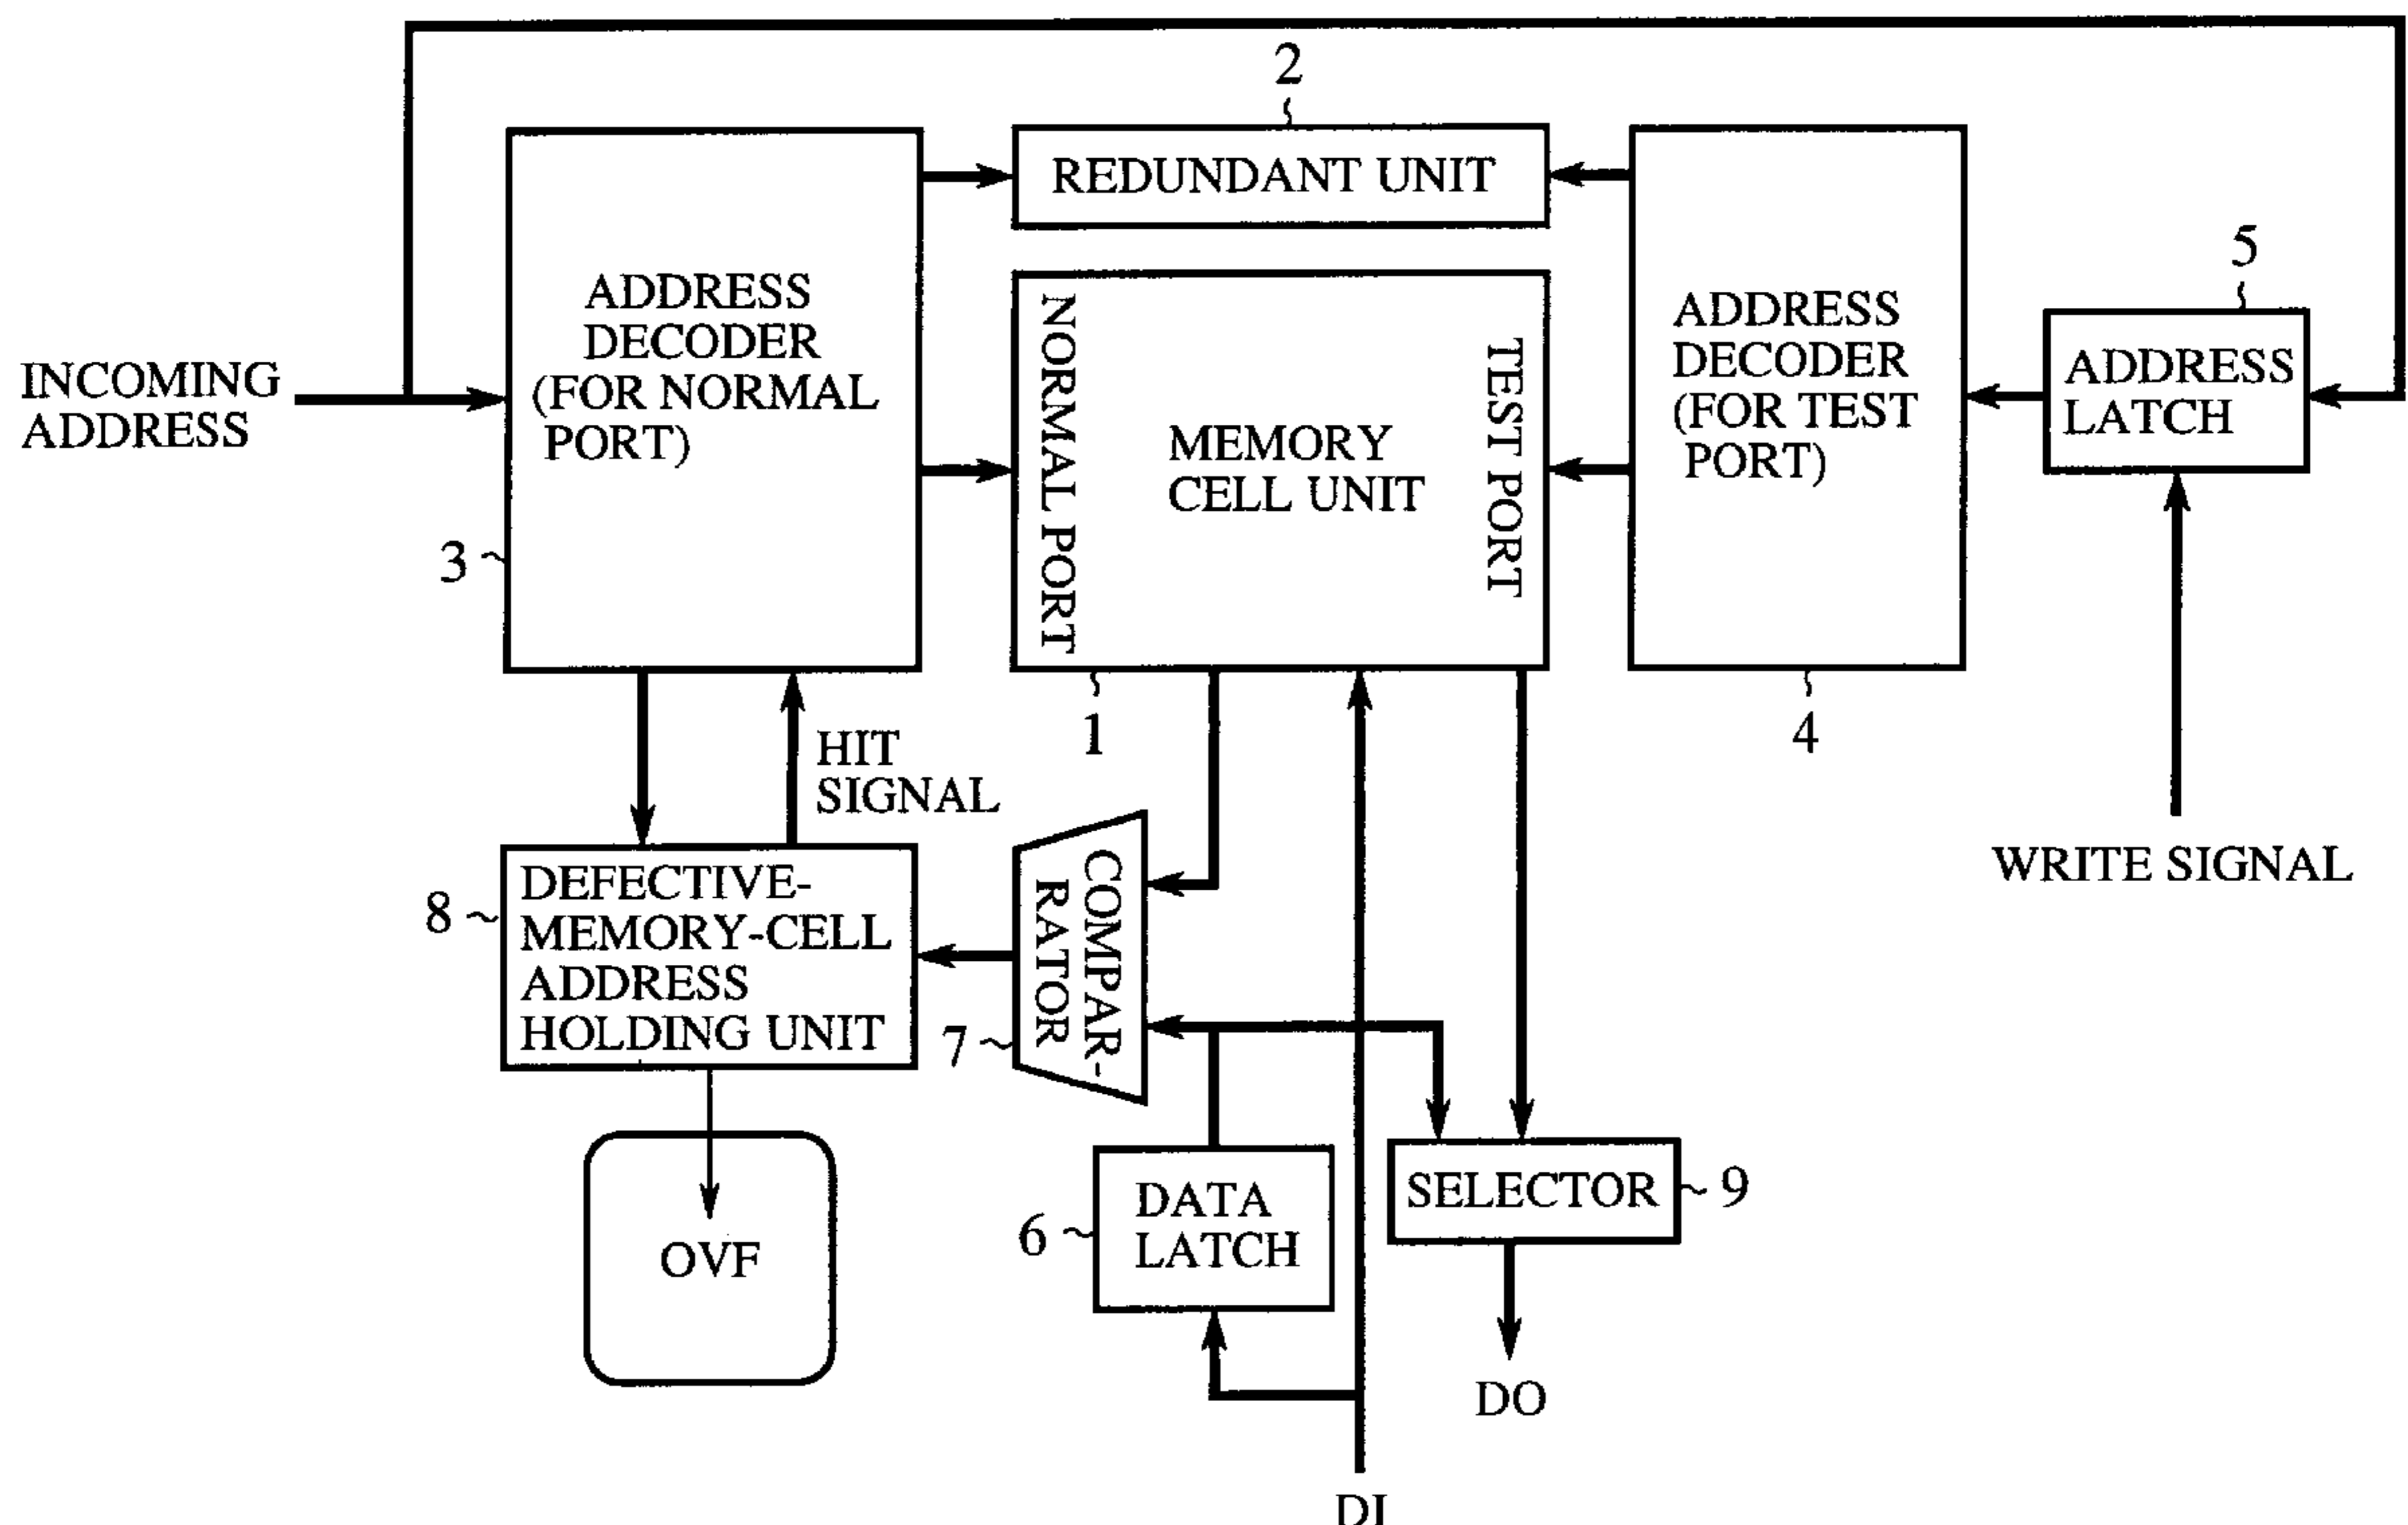 2
REDUNDANT UNIT
ADDRESS
DECODER
(FOR NORMAL
PORT)
3
INCOMING
ADDRESS
NORMAL PORT
MEMORY
CELL UNIT
TEST PORT
1
ADDRESS
DECODER
(FOR TEST
PORT)
4
5
ADDRESS
LATCH
WRITE SIGNAL
HIT
SIGNAL
8
DEFECTIVE-
MEMORY-CELL
ADDRESS
HOLDING UNIT
COMPAR-
RATOR
7
OVF
6
DATA
LATCH
SELECTOR
9
DO
DI